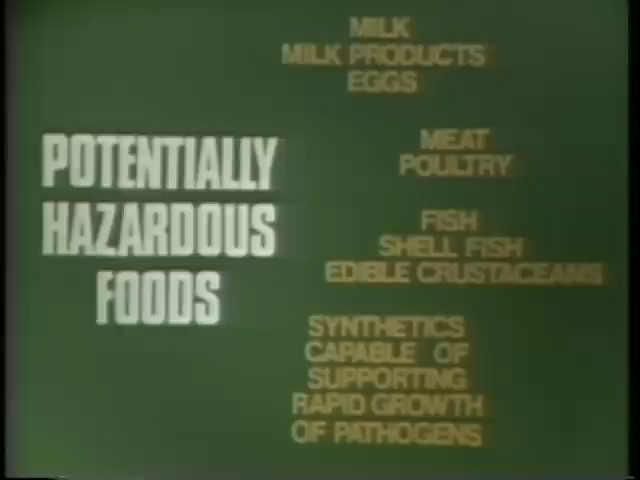 POTENTIALLY
HAZARDOUS
FOODS
MILK
MILK PRODUCTS
EGGS
MEAT
POULTRY
FISH
SHELL FISH
EDIBLE CRUSTACEANS
SYNTHETICS
CAPABLE OF
SUPPORTING
RAPID GROWTH
OF PATHOGENS